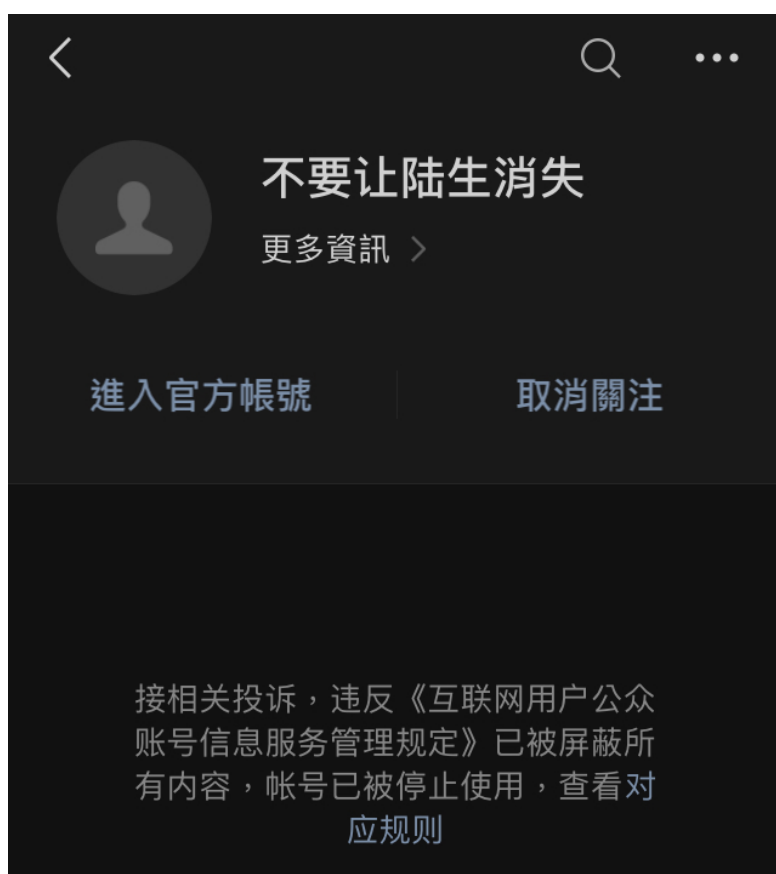 不要让陆生消失
更多資訊
進入官方帳號
取消關注
接相关投诉，违反《互联网用户公众
账号信息服务管理规定》已被屏蔽所
有内容，帐号已被停止使用，查看对
应规则